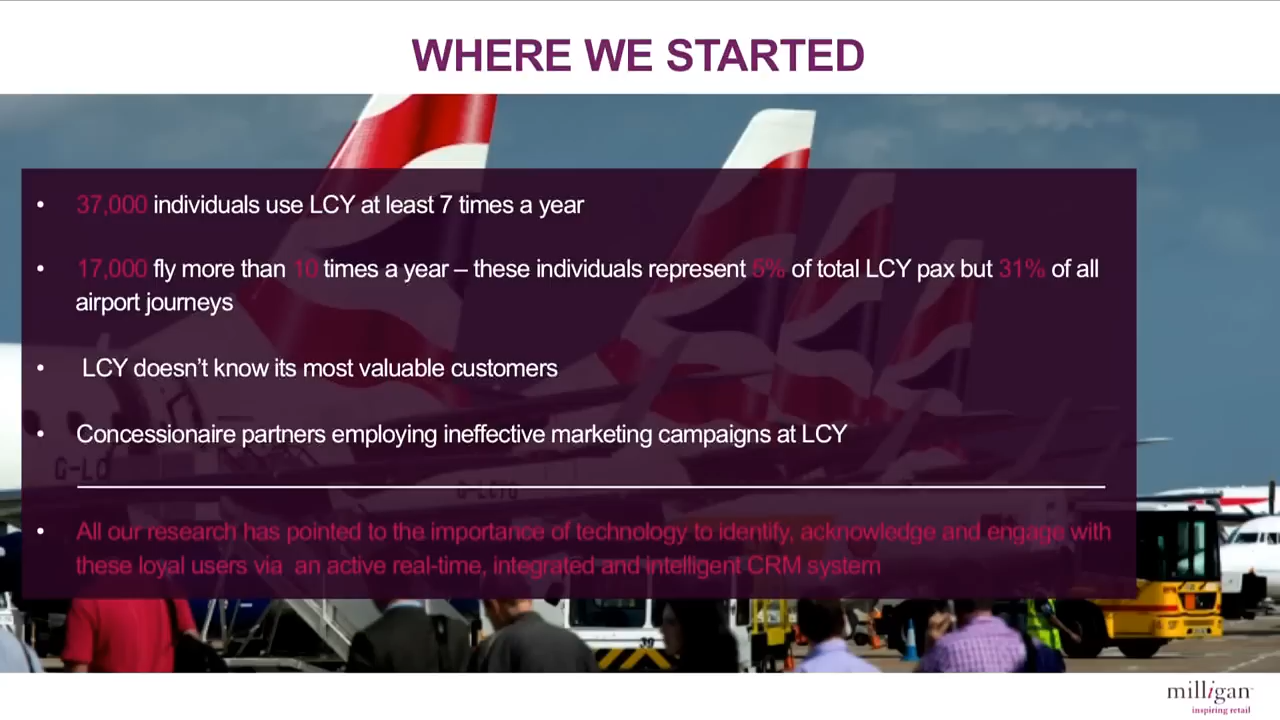 WHERE WE STARTED
• 37,000 individuals use LCY at least 7 times a year
• 17,000 fly more than 10 times a year – these individuals represent 5% of total LCY pax but 31% of all
airport journeys
• LCY doesn't know its most valuable customers
• Concessionaire partners employing ineffective marketing campaigns at LCY
G-LC
G-LCYG
• All our research has pointed to the importance of technology to identify, acknowledge and engage with
these loyal users via an active real-time, integrated and intelligent CRM system
39
milligan
inspiring retail